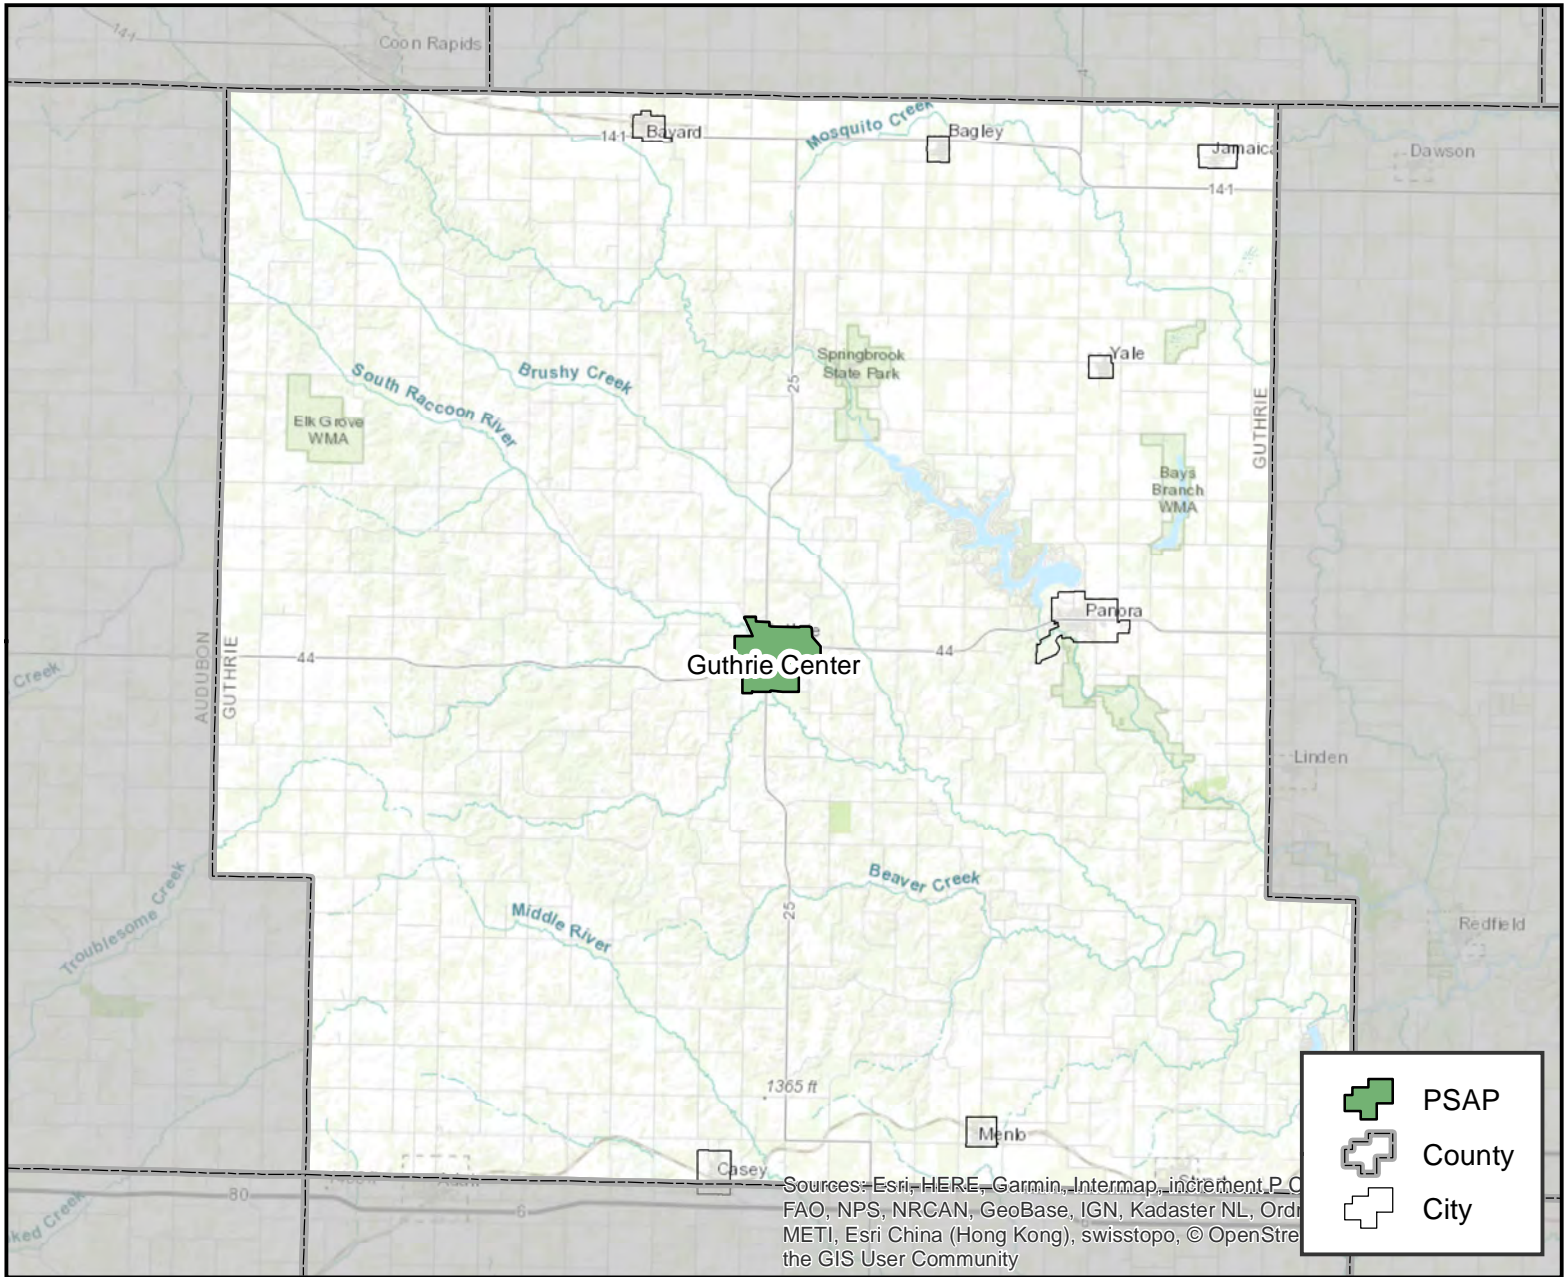 141
Coon Rapids
4
Mosquito Creek
141
Bayard
Bagley
Jamaica
Dawson
141
Springbrook
State Park
Yale
Brushy Creek
South Raccoon River
25
Elk Grove
WMA
GUTHRIE
Bays
Branch
WMA
Panora
44
44
Guthrie Center
AUDUBON
GUTHRIE
Creek
Linden
Beaver Creek
Troublesome Creek
Middle River
25
Redfield
1365 ft
Menlo
Casey
80
6
Creek
PSAP
County
City
Sources: Esri, HERE, Garmin, Intermap, increment P C
FAO, NPS, NRCAN, GeoBase, IGN, Kadaster NL, Ordn
METI, Esri China (Hong Kong), swisstopo, © OpenStre
the GIS User Community